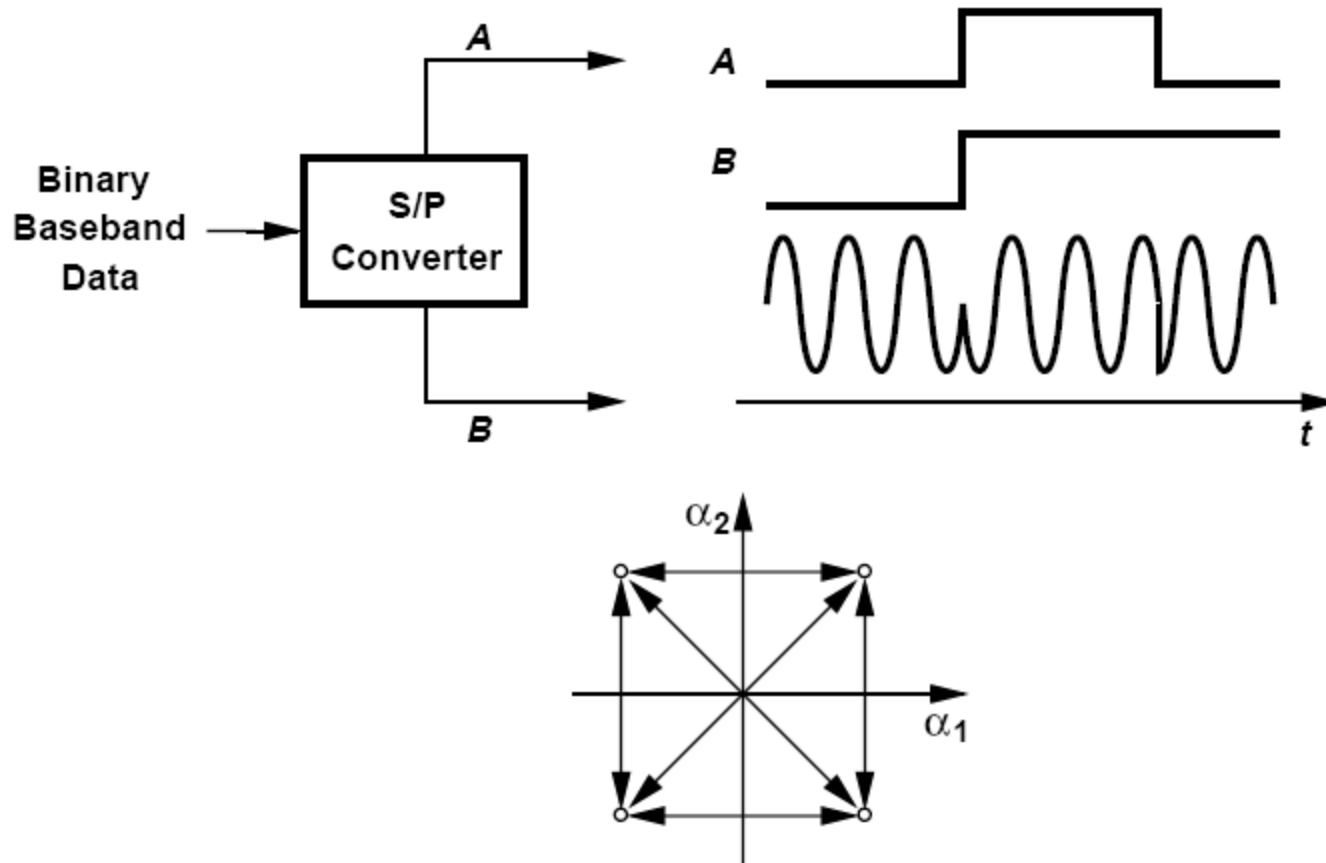 A
Binary
Baseband
Data
S/P
Converter
B
A
B
t
α2
α1